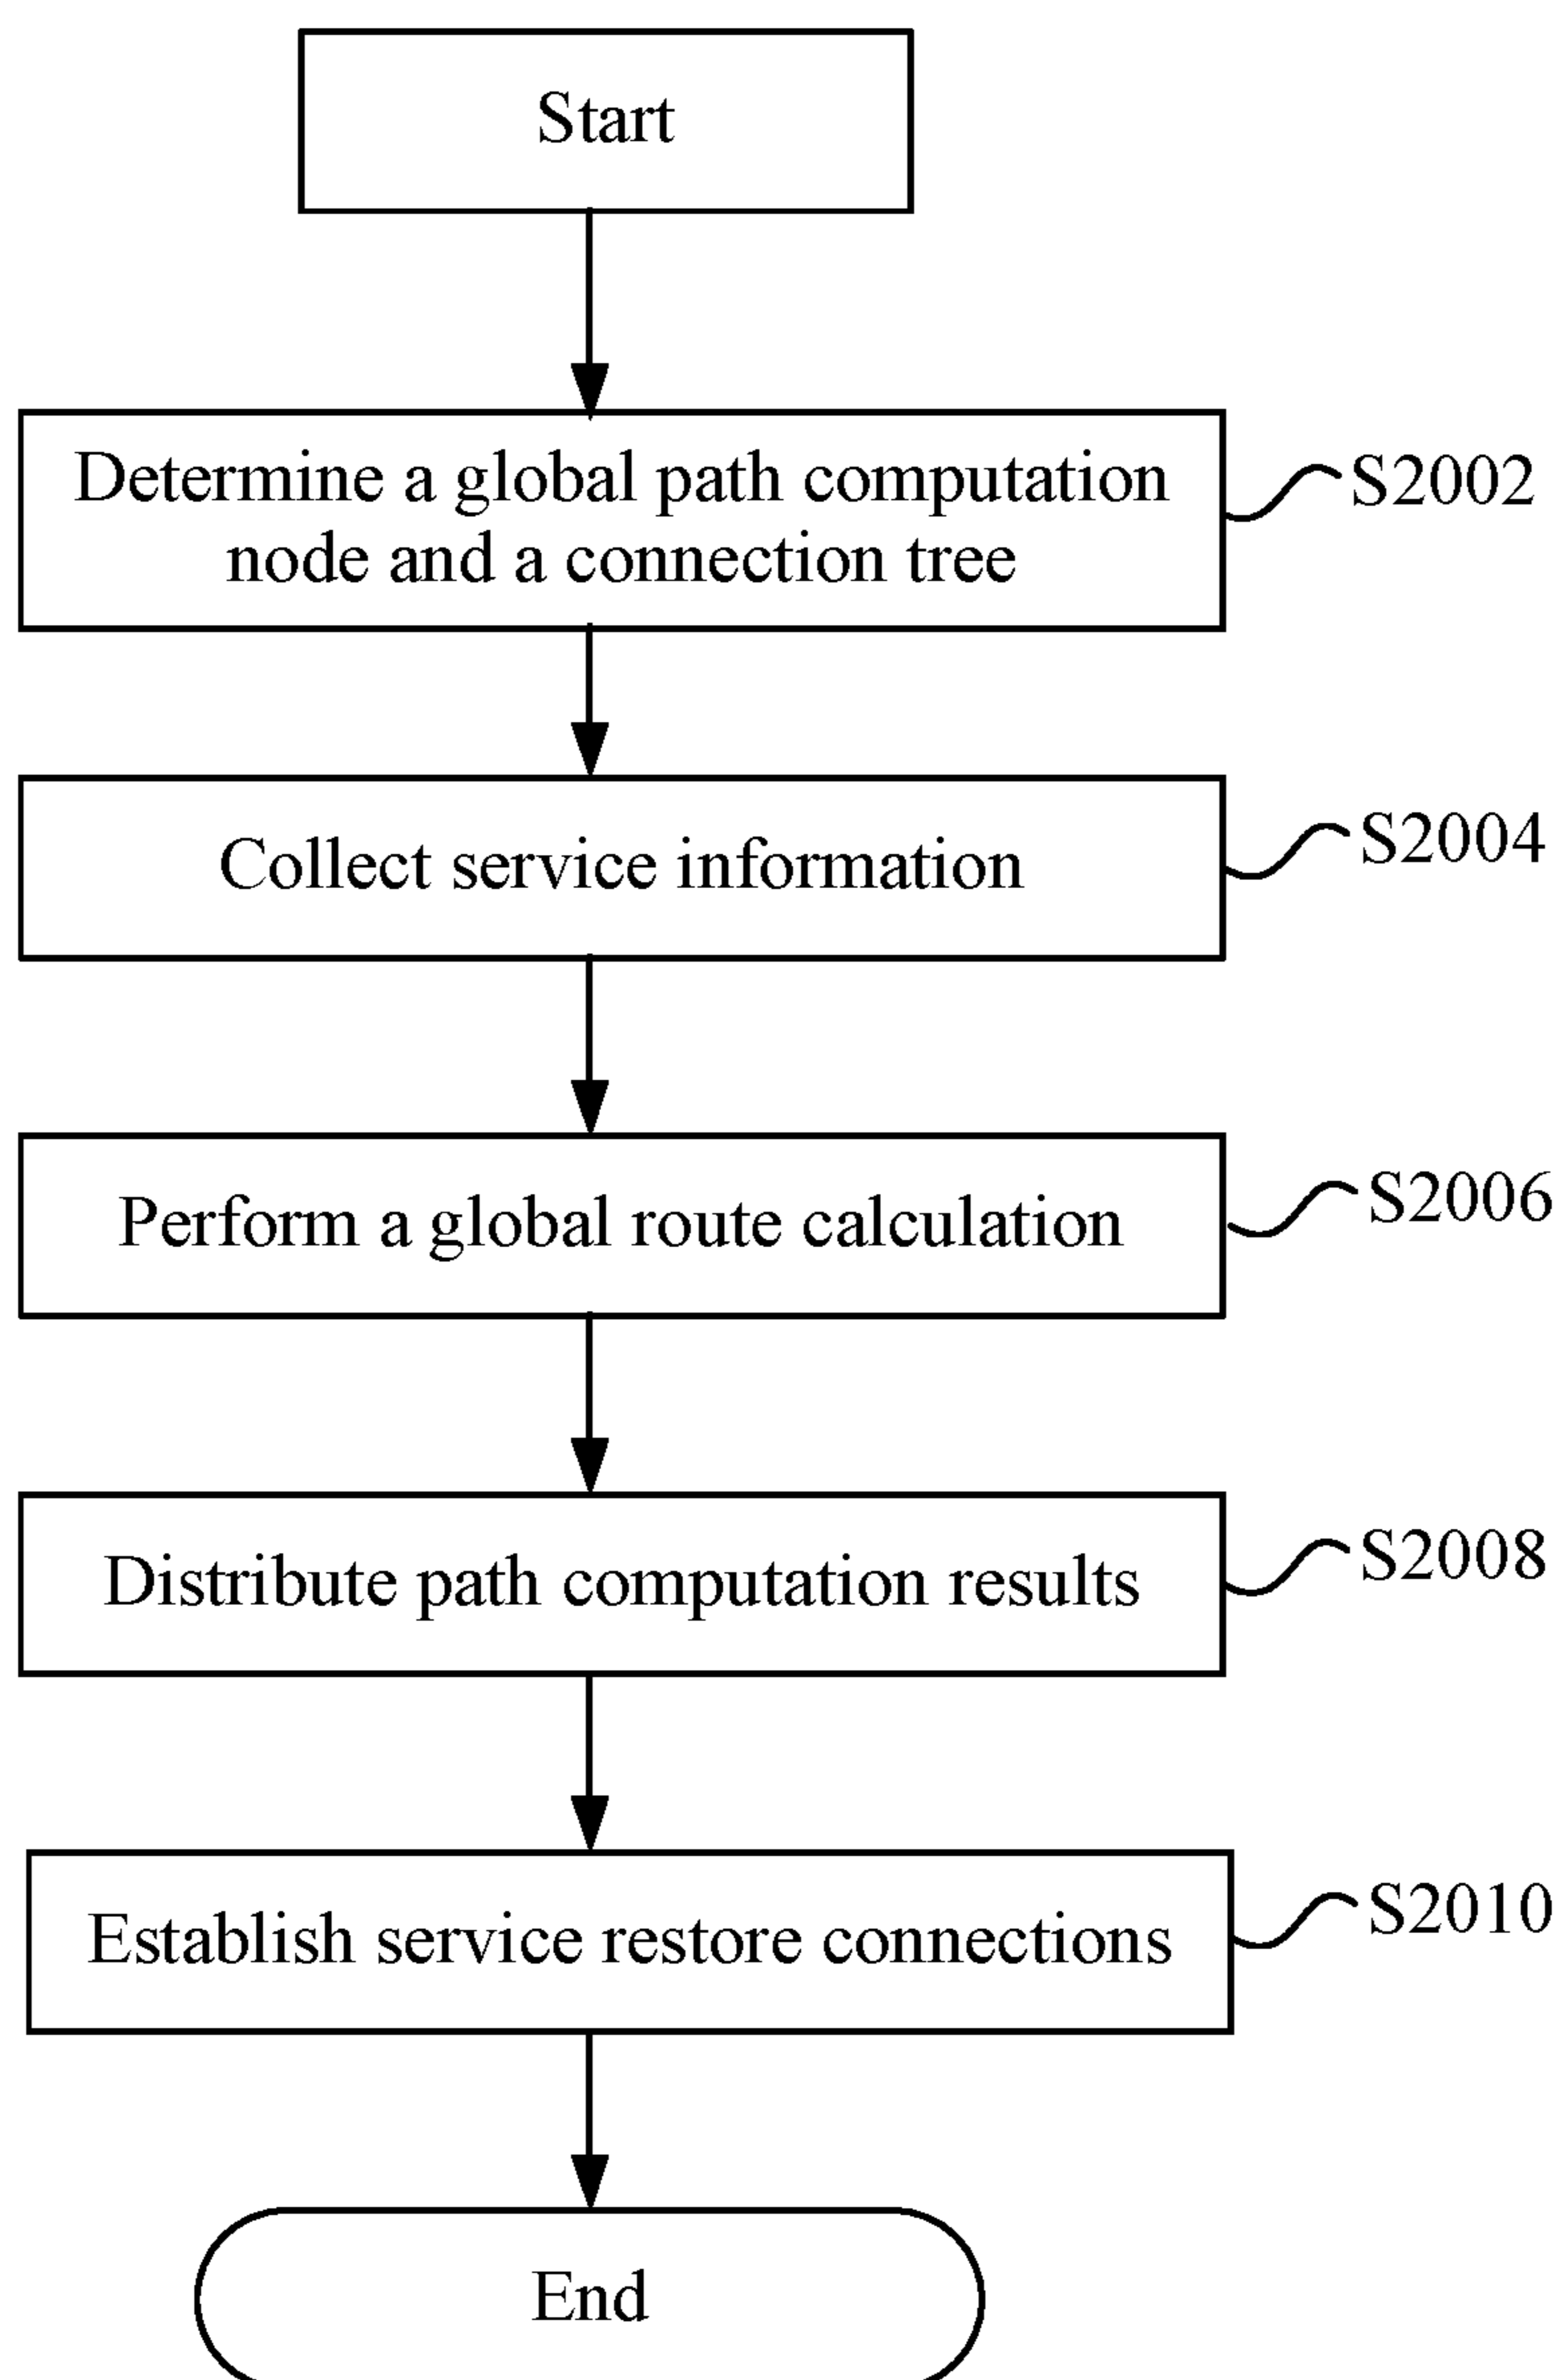 Start
Determine a global path computation
node and a connection tree
S2002
Collect service information
S2004
Perform a global route calculation
S2006
Distribute path computation results
S2008
Establish service restore connections
S2010
End